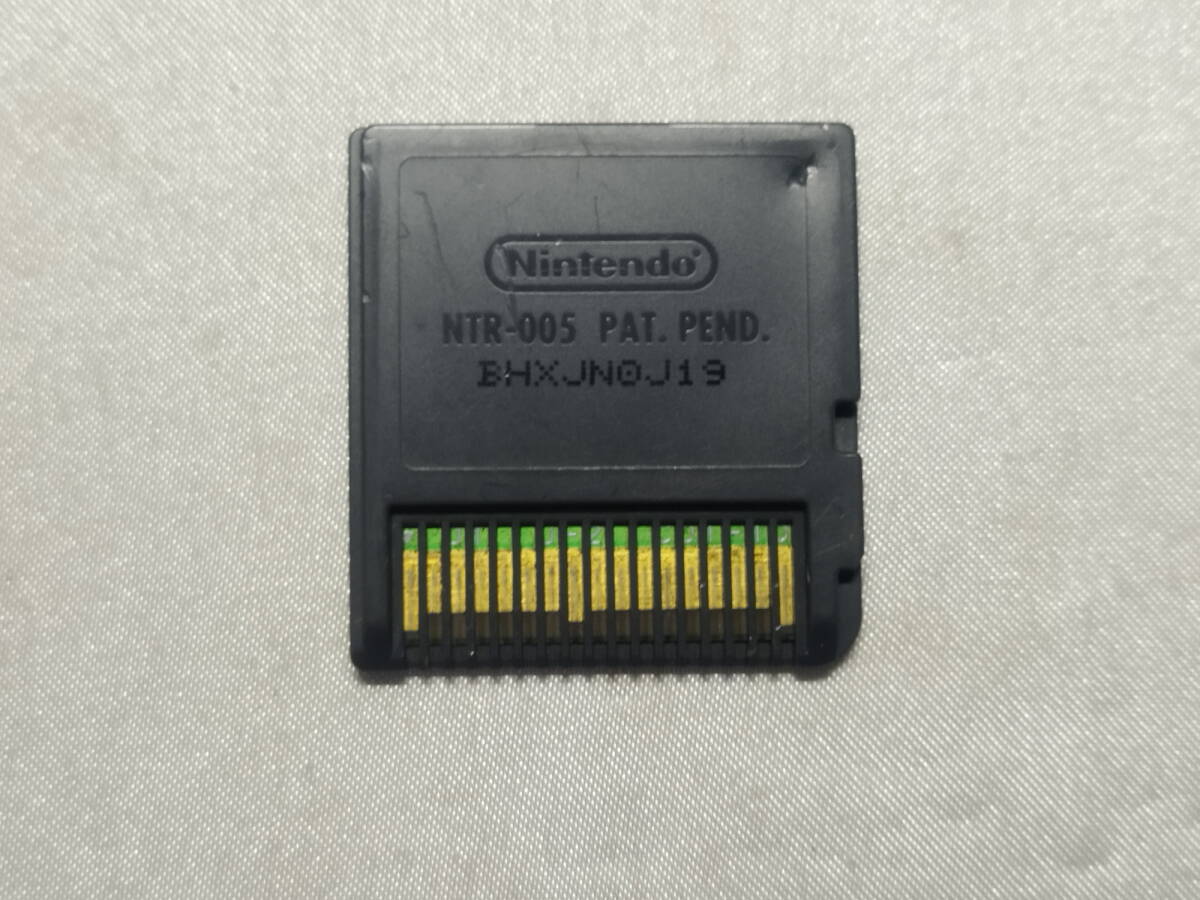 Nintendo®
NTR-005 PAT. PEND.
BHXJN0J19